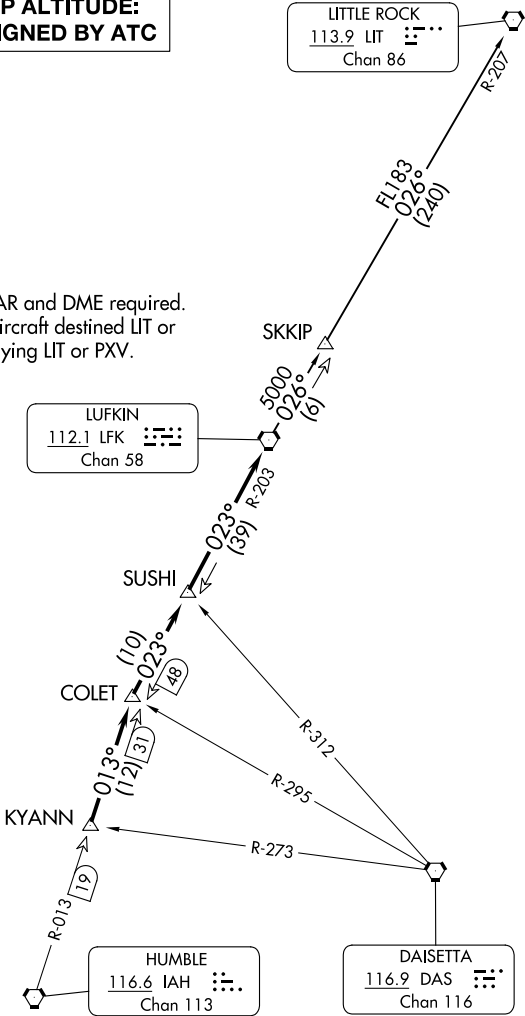 P ALTITUDE:
IGNED BY ATC
LITTLE ROCK
113.9 LIT
Chan 86
R-207
FL183
026°
(240)
AR and DME required.
ircraft destined LIT or
ying LIT or PXV.
SKKIP
5000
026°
(6)
LUFKIN
112.1 LFK
Chan 58
R-203
023°
(39)
SUSHI
(10)
023°
48
COLET
R-312
31
013°
(12)
R-295
KYANN
R-273
19
R-013
HUMBLE
116.6 IAH
Chan 113
DAISETTA
116.9 DAS
Chan 116